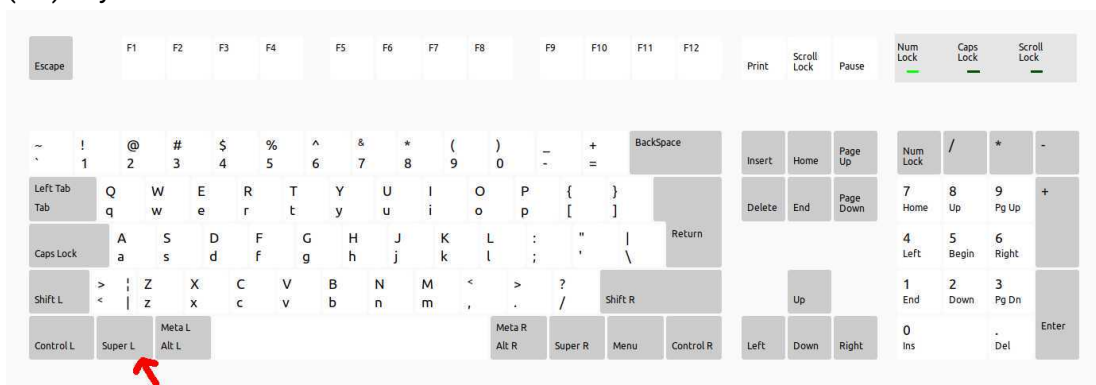 Escape F1 F2 F3 F4 F5 F6 F7 F8 F9 F10 F11 F12 Print Scroll Lock Pause Num Lock Caps Lock Scroll Lock
~ ` ! 1 @ 2 # 3 $ 4 % 5 ^ 6 & 7 * 8 ( 9 ) 0 _ - + = BackSpace Insert Home Page Up Num Lock / * -
Left Tab Tab Q q W w E e R r T t Y y U u I i O o P p { [ } ] Delete End Page Down 7 Home 8 Up 9 Pg Up +
Caps Lock A a S s D d F f G g H h J j K k L l : ; " ' | \ Return 4 Left 5 Begin 6 Right
Shift L > < ¦ | Z z X x C c V v B b N n M m < , > . ? / Shift R Up 1 End 2 Down 3 Pg Dn Enter
Control L Super L Meta L Alt L Meta R Alt R Super R Menu Control R Left Down Right 0 Ins . Del